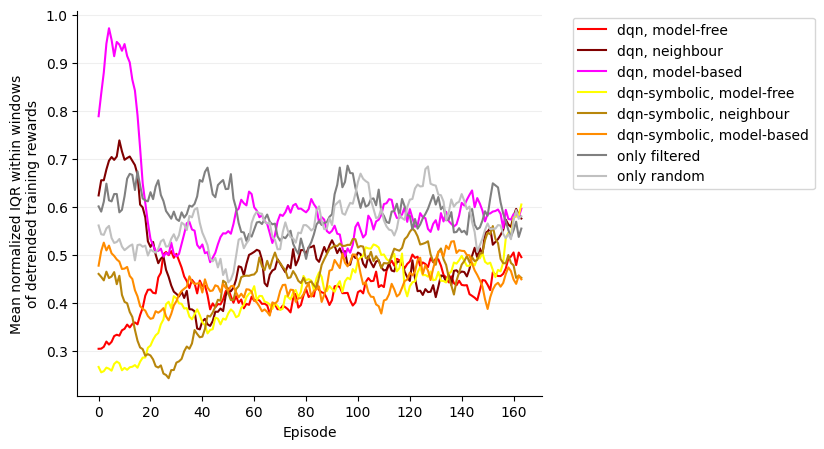 Mean normalized IQR within windows
of detrended training rewards
1.0
0.9
0.8
0.7
0.6
0.5
0.4
0.3
0
20
40
60
80
100
120
140
160
Episode
dqn, model-free
dqn, neighbour
dqn, model-based
dqn-symbolic, model-free
dqn-symbolic, neighbour
dqn-symbolic, model-based
only filtered
only random